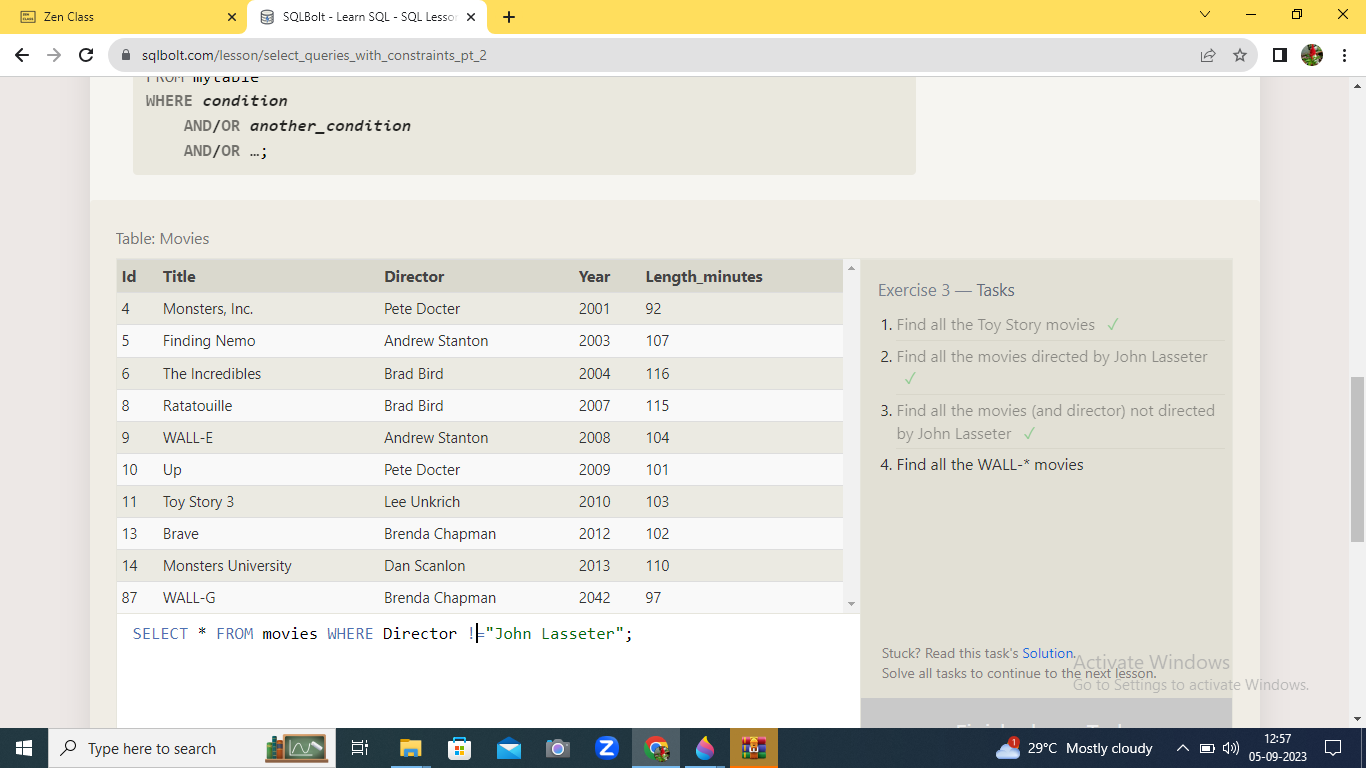 Zen Class
SQLBolt - Learn SQL - SQL Lesson
sqlbolt.com/lesson/select_queries_with_constraints_pt_2
FROM mytable
WHERE condition
AND/OR another_condition
AND/OR …;
Table: Movies
Id Title Director Year Length_minutes
4 Monsters, Inc. Pete Docter 2001 92
5 Finding Nemo Andrew Stanton 2003 107
6 The Incredibles Brad Bird 2004 116
8 Ratatouille Brad Bird 2007 115
9 WALL-E Andrew Stanton 2008 104
10 Up Pete Docter 2009 101
11 Toy Story 3 Lee Unkrich 2010 103
13 Brave Brenda Chapman 2012 102
14 Monsters University Dan Scanlon 2013 110
87 WALL-G Brenda Chapman 2042 97
SELECT * FROM movies WHERE Director !="John Lasseter";
Exercise 3 — Tasks
1. Find all the Toy Story movies ✓
2. Find all the movies directed by John Lasseter
✓
3. Find all the movies (and director) not directed
by John Lasseter ✓
4. Find all the WALL-* movies
Stuck? Read this task's Solution.
Solve all tasks to continue to the next lesson.
Activate Windows
Go to Settings to activate Windows.
Type here to search
1
29°C Mostly cloudy
12:57
05-09-2023